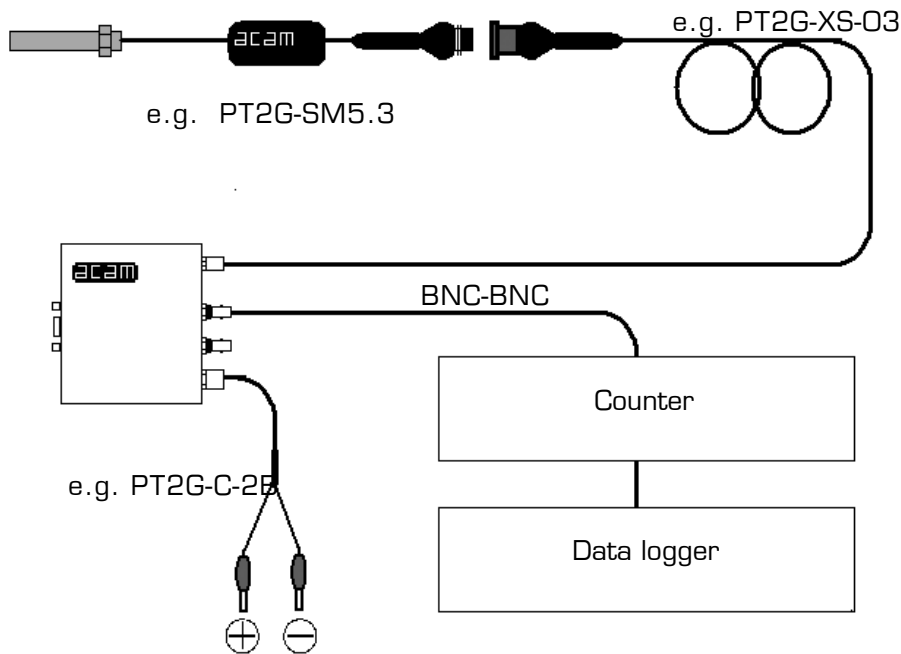 acam
e.g. PT2G-XS-03
e.g. PT2G-SM5.3
acam
BNC-BNC
Counter
e.g. PT2G-C-2B
Data logger